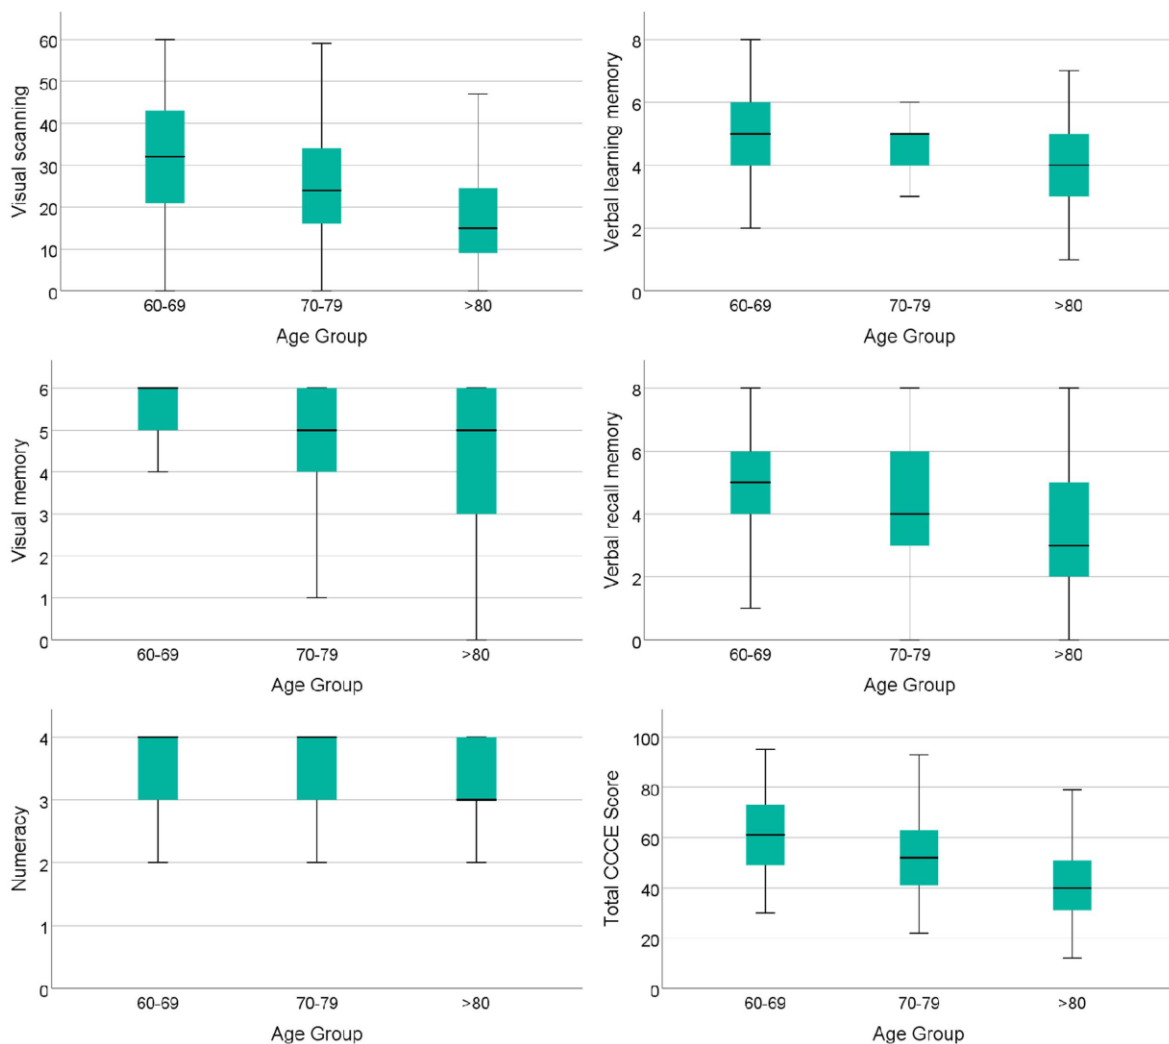 Visual scanning
60
50
40
30
20
10
0
60-69 70-79 >80
Age Group
Verbal learning memory
8
6
4
2
0
60-69 70-79 >80
Age Group
Visual memory
6
5
4
3
2
1
0
60-69 70-79 >80
Age Group
Verbal recall memory
8
6
4
2
0
60-69 70-79 >80
Age Group
Numeracy
4
3
2
1
0
60-69 70-79 >80
Age Group
Total CCCE Score
100
80
60
40
20
0
60-69 70-79 >80
Age Group